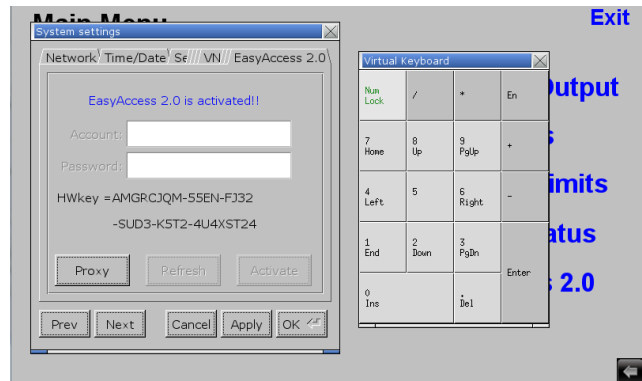 Main Menu
Exit
System settings
Network Time/Date Se VN EasyAccess 2.0
EasyAccess 2.0 is activated!!
Account:
Password:
HWkey =AMGRCJQM-55EN-FJ32
-SUD3-K5T2-4U4XST24
Proxy Refresh Activate
Prev Next Cancel Apply OK
Virtual Keyboard
Num Lock / * En
7 Home 8 Up 9 PgUp +
4 Left 5 6 Right -
1 End 2 Down 3 PgDn Enter
0 Ins . Del
Output
s
imits
atus
s 2.0